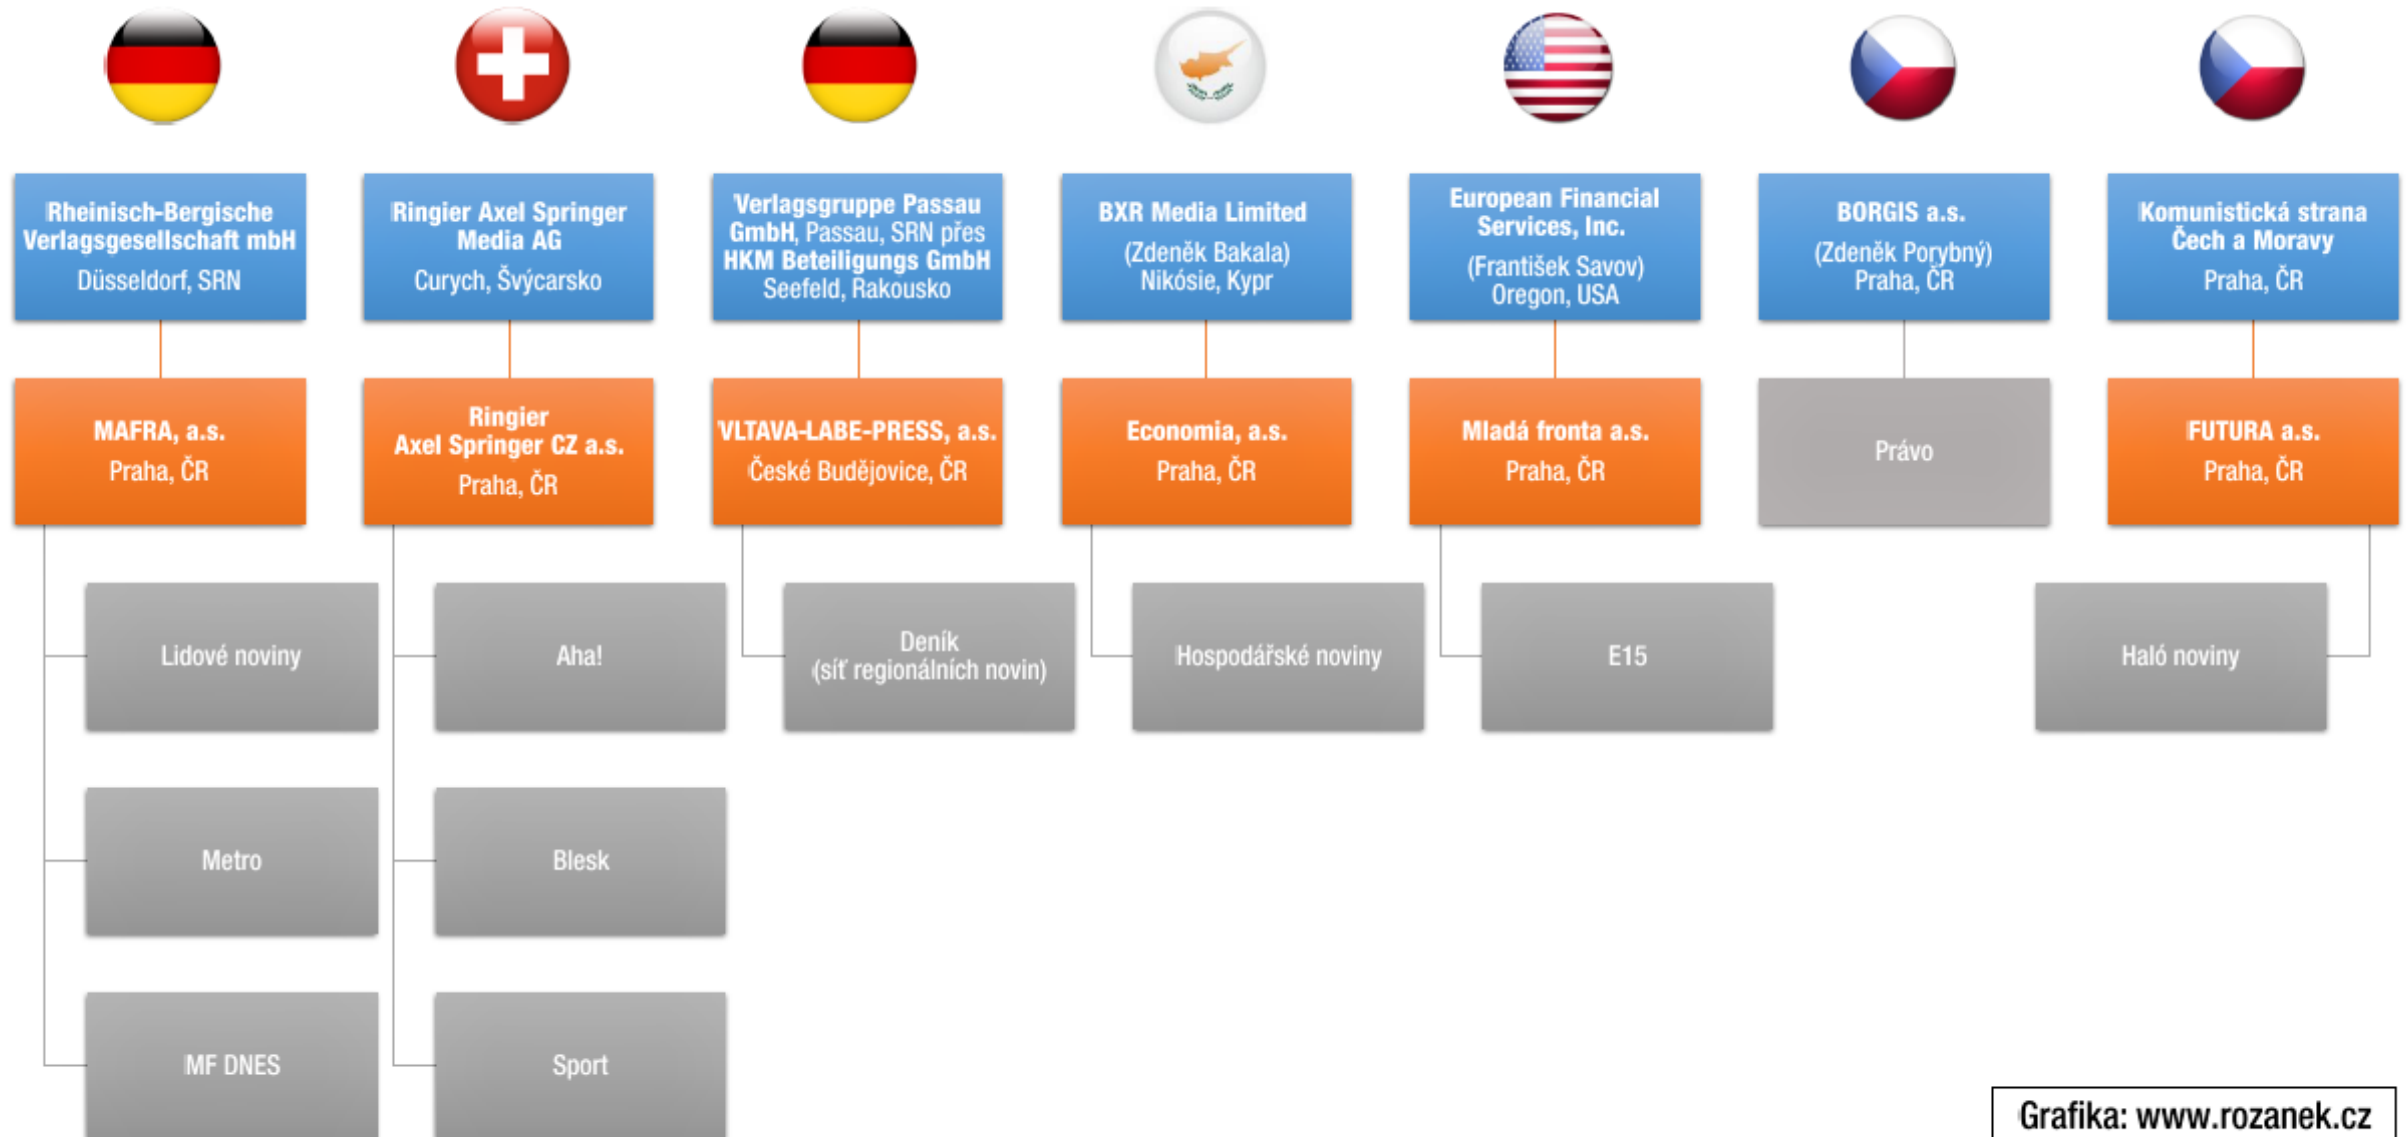 Rheinisch-Bergische
Verlagsgesellschaft mbH
Düsseldorf, SRN
Ringier Axel Springer
Media AG
Curych, Švýcarsko
Verlagsgruppe Passau
GmbH, Passau, SRN přes
HKM Beteiligungs GmbH
Seefeld, Rakousko
BXR Media Limited
(Zdeněk Bakala)
Nikósie, Kypr
European Financial
Services, Inc.
(František Savov)
Oregon, USA
BORGIS a.s.
(Zdeněk Porybný)
Praha, ČR
Komunistická strana
Čech a Moravy
Praha, ČR
MAFRA, a.s.
Praha, ČR
Ringier
Axel Springer CZ a.s.
Praha, ČR
VLTAVA-LABE-PRESS, a.s.
České Budějovice, ČR
Economia, a.s.
Praha, ČR
Mladá fronta a.s.
Praha, ČR
Právo
FUTURA a.s.
Praha, ČR
Lidové noviny
Aha!
Deník
(síť regionálních novin)
Hospodářské noviny
E15
Haló noviny
Metro
Blesk
MF DNES
Sport
Grafika: www.rozanek.cz